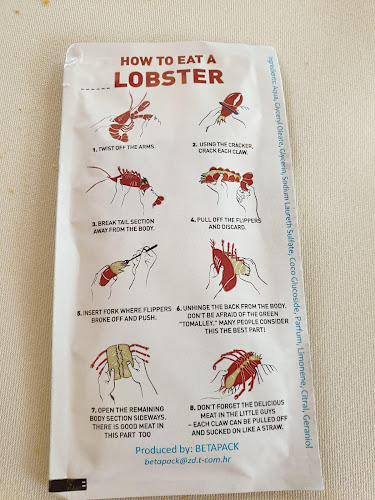 HOW TO EAT A
LOBSTER
1. TWIST OFF THE ARMS.
2. USING THE CRACKER,
CRACK EACH CLAW.
3. BREAK TAIL SECTION
AWAY FROM THE BODY.
4. PULL OFF THE FLIPPERS
AND DISCARD.
5. INSERT FORK WHERE FLIPPERS
BROKE OFF AND PUSH.
6. UNHINGE THE BACK FROM THE BODY.
DON'T BE AFRAID OF THE GREEN
"TOMALLEY," MANY PEOPLE CONSIDER
THIS THE BEST PART!
7. OPEN THE REMAINING
BODY SECTION SIDEWAYS.
THERE IS GOOD MEAT IN
THIS PART TOO
8. DON'T FORGET THE DELICIOUS
MEAT IN THE LITTLE GUYS
- EACH CLAW CAN BE PULLED OFF
AND SUCKED ON LIKE A STRAW.
Produced by: BETAPACK
betapack@zd.t-com.hr
Ingredients: Aqua, Glyceryl Oleate, Glycerin, Sodium Laureth Sulfate, Coco Glucoside, Parfum, Limonene, Citral, Geraniol